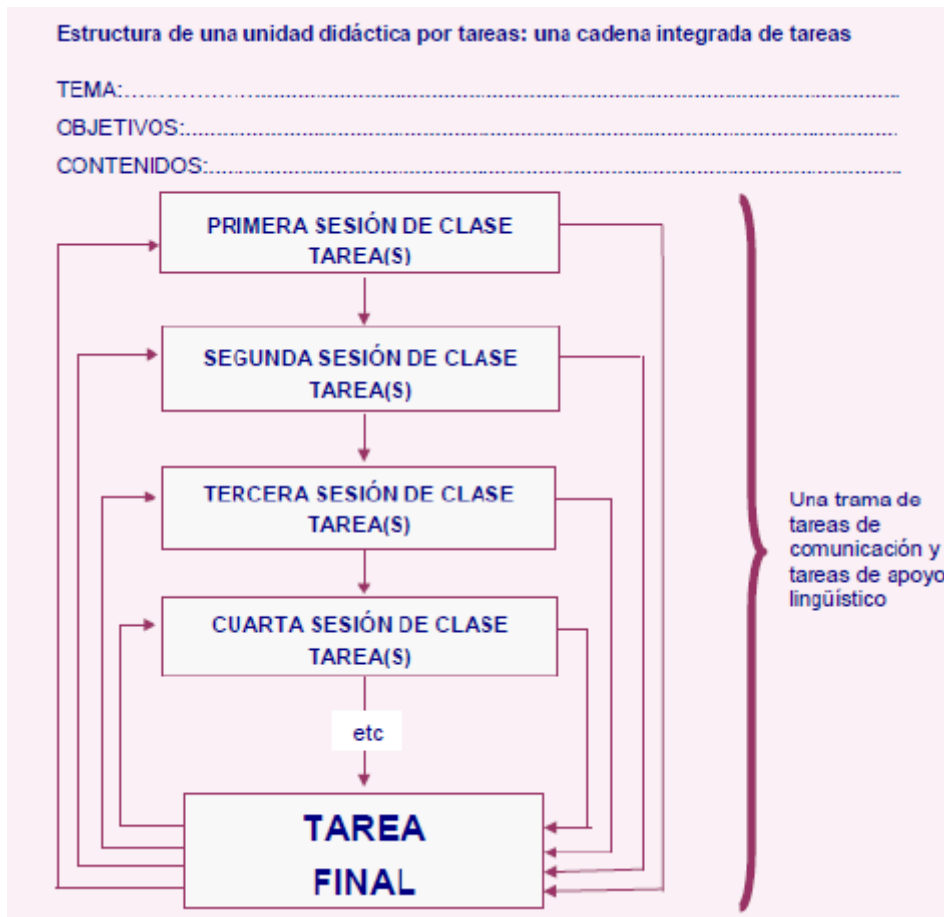 Estructura de una unidad didáctica por tareas: una cadena integrada de tareas
TEMA:...............................................................................................................................
OBJETIVOS:......................................................................................................................
CONTENIDOS:...................................................................................................................
PRIMERA SESIÓN DE CLASE
TAREA(S)
SEGUNDA SESIÓN DE CLASE
TAREA(S)
TERCERA SESIÓN DE CLASE
TAREA(S)
CUARTA SESIÓN DE CLASE
TAREA(S)
etc
TAREA
FINAL
Una trama de
tareas de
comunicación y
tareas de apoyo
lingüístico